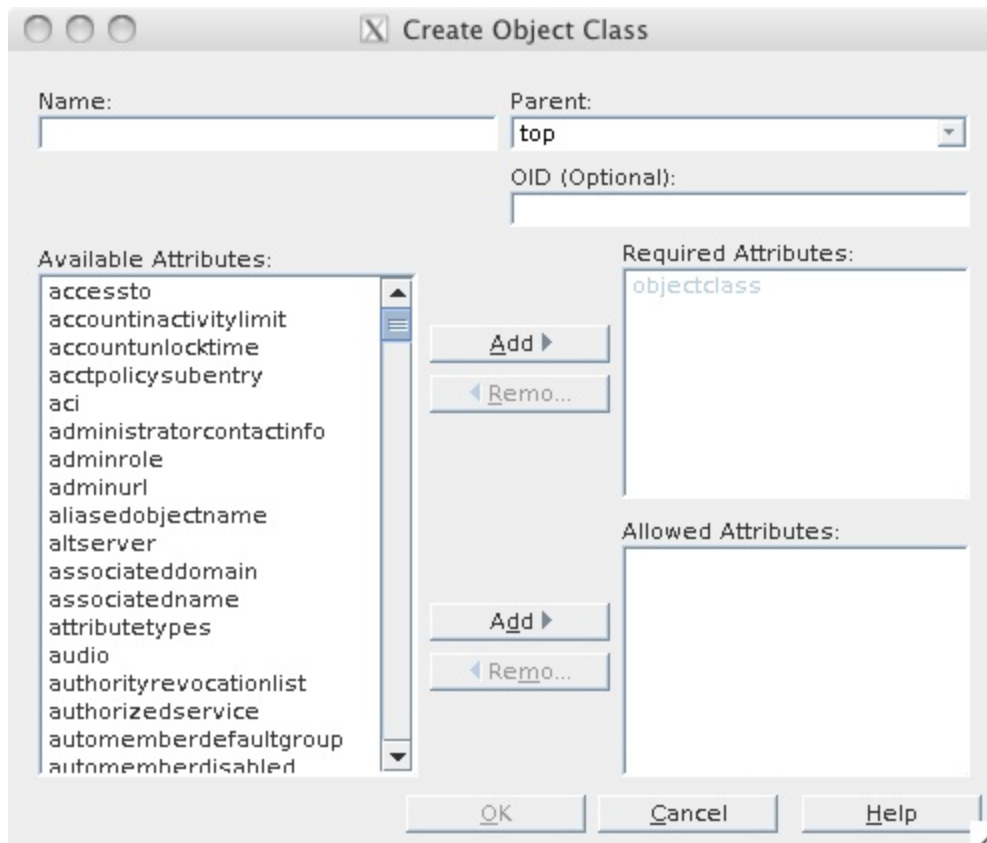 Create Object Class
Name:
Parent:
top
OID (Optional):
Available Attributes:
accessto
accountinactivitylimit
accountunlocktime
acctpolicysubentry
aci
administratorcontactinfo
adminrole
adminurl
aliasedobjectname
altserver
associateddomain
associatedname
attributetypes
audio
authorityrevocationlist
authorizedservice
automemberdefaultgroup
automemberdisabled
Add
Remo...
Required Attributes:
objectclass
Add
Remo...
Allowed Attributes:
OK
Cancel
Help